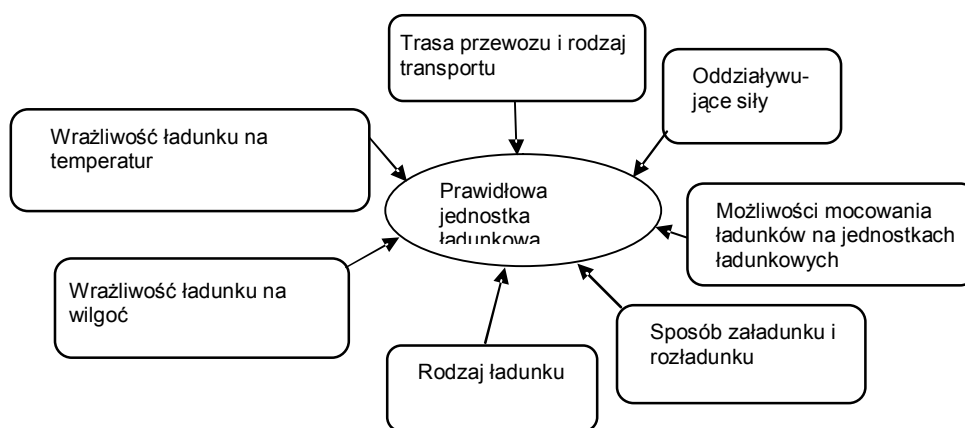 Trasa przewozu i rodzaj
transportu
Oddziaływu-
jące siły
Wrażliwość ładunku na
temperatur
Prawidłowa
jednostka
ładunkowa
Możliwości mocowania
ładunków na jednostkach
ładunkowych
Wrażliwość ładunku na
wilgoć
Sposób załadunku i
rozładunku
Rodzaj ładunku